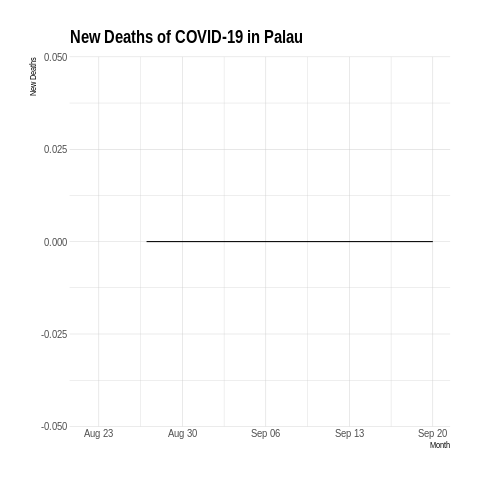 New Deaths of COVID-19 in Palau
New Deaths
0.050
0.025
0.000
-0.025
-0.050
Aug 23 Aug 30 Sep 06 Sep 13 Sep 20
Month